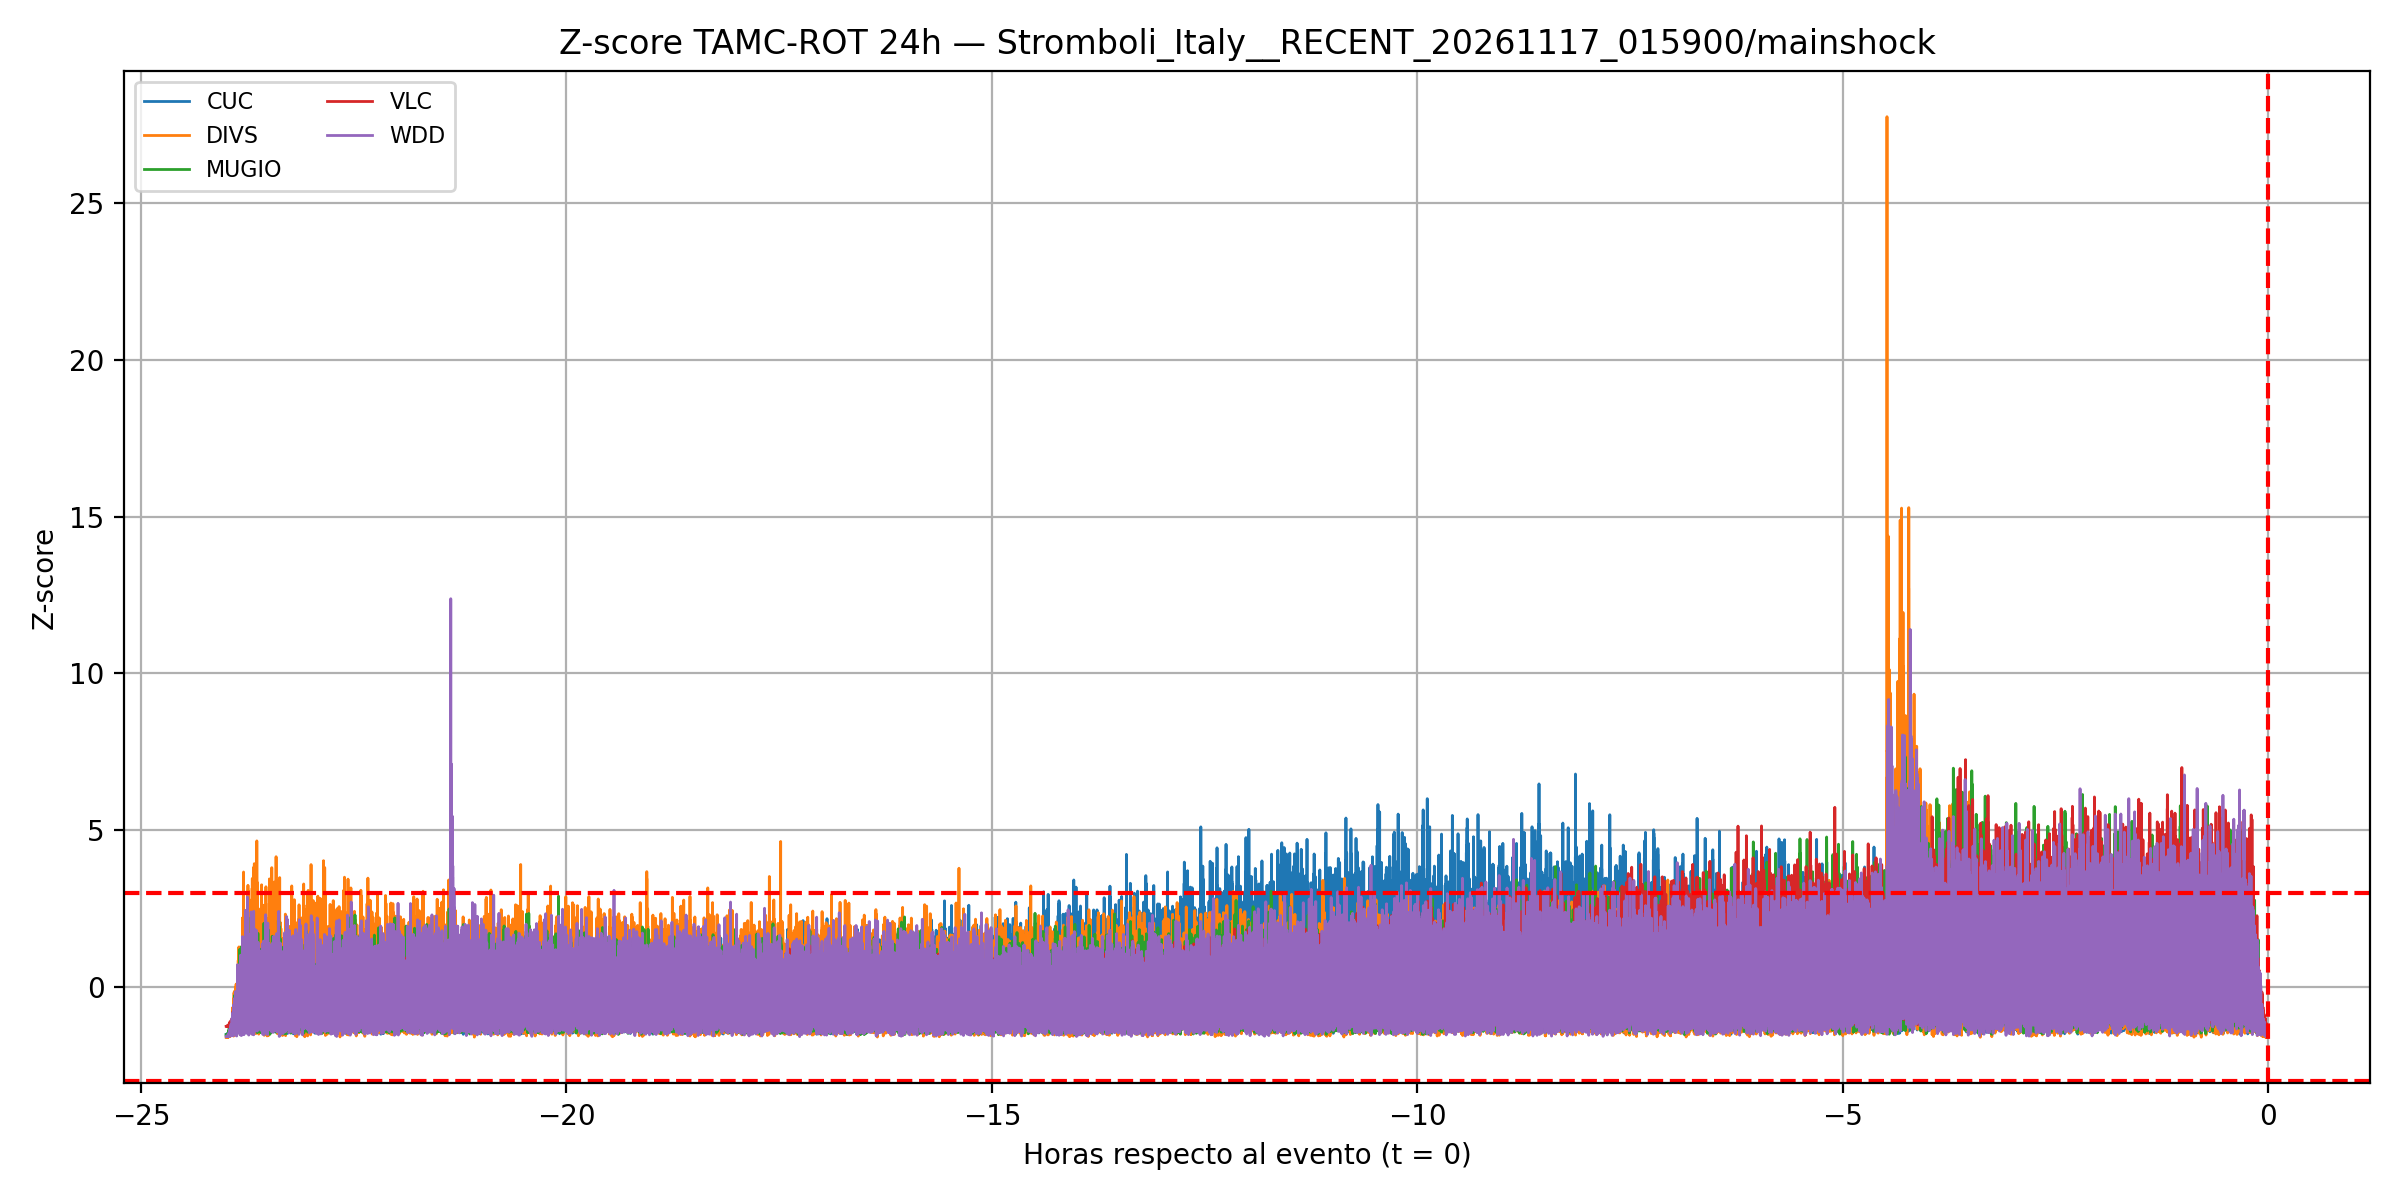 Z-score TAMC-ROT 24h — Stromboli_Italy__RECENT_20261117_015900/mainshock
CUC
DIVS
MUGIO
VLC
WDD
25
20
15
10
5
0
Z-score
−25
−20
−15
−10
−5
0
Horas respecto al evento (t = 0)